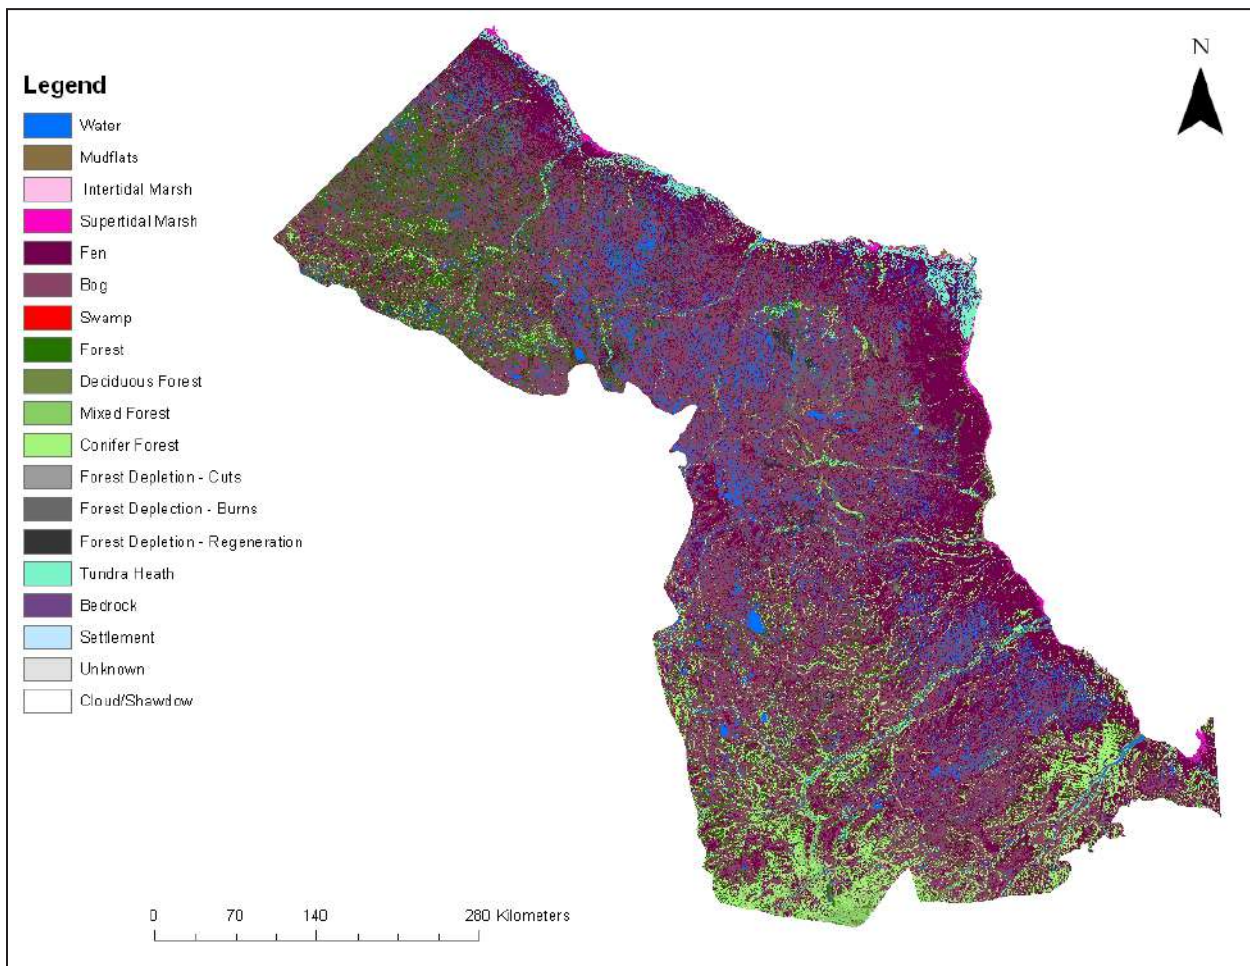 N
Legend
Water
Mudflats
Intertidal Marsh
Supertidal Marsh
Fen
Bog
Swamp
Forest
Deciduous Forest
Mixed Forest
Conifer Forest
Forest Depletion - Cuts
Forest Deplection - Burns
Forest Depletion - Regeneration
Tundra Heath
Bedrock
Settlement
Unknown
Cloud/Shawdow
0 70 140 280 Kilometers